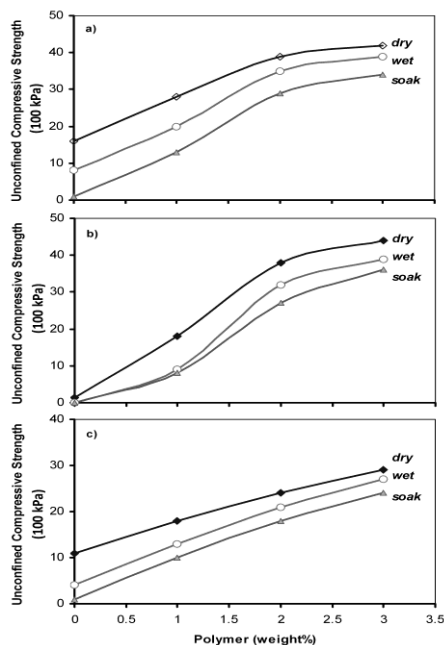 Unconfined Compressive Strength
(100 kPa)
50
40
30
20
10
0
a)
dry
wet
soak
Unconfined Compressive Strength
(100 kPa)
50
40
30
20
10
0
b)
dry
wet
soak
Unconfined Compressive Strength
(100 kPa)
40
30
20
10
0
c)
dry
wet
soak
0 0.5 1 1.5 2 2.5 3 3.5
Polymer (weight%)